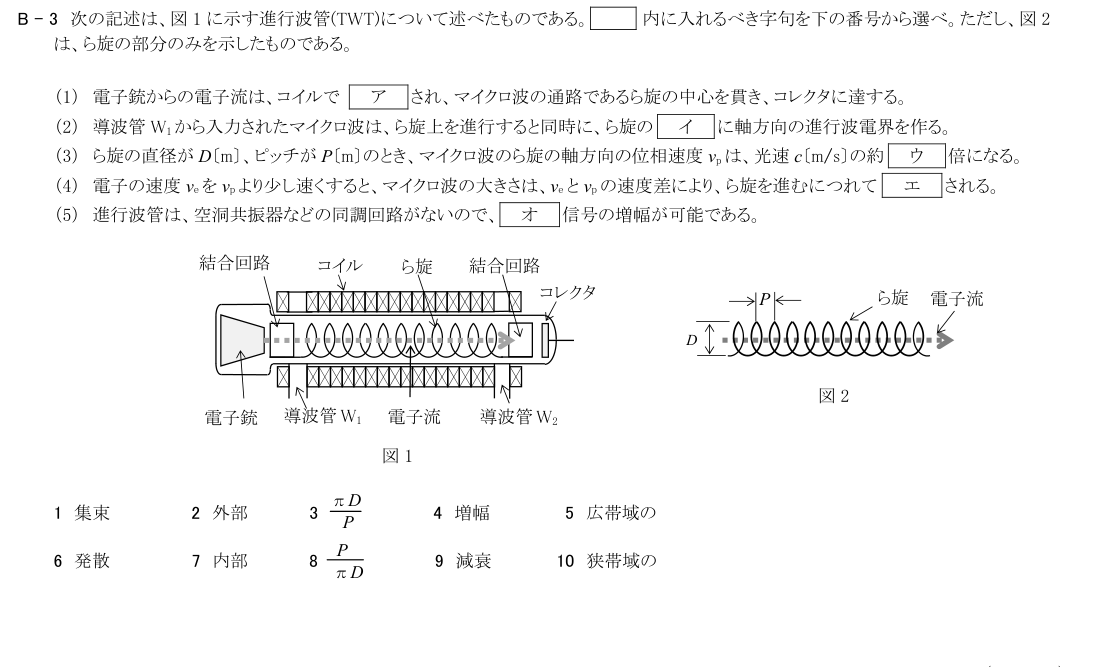 B－3 次の記述は、図1に示す進行波管(TWT)について述べたものである。 内に入れるべき字句を下の番号から選べ。ただし、図2
は、ら旋の部分のみを示したものである。
(1) 電子銃からの電子流は、コイルで ア され、マイクロ波の通路であるら旋の中心を貫き、コレクタに達する。
(2) 導波管 W1から入力されたマイクロ波は、ら旋上を進行すると同時に、ら旋の イ に軸方向の進行波電界を作る。
(3) ら旋の直径が D〔m〕、ピッチが P〔m〕のとき、マイクロ波のら旋の軸方向の位相速度 vpは、光速 c〔m/s〕の約 ウ 倍になる。
(4) 電子の速度 veを vpより少し速くすると、マイクロ波の大きさは、veと vpの速度差により、ら旋を進むにつれて エ される。
(5) 進行波管は、空洞共振器などの同調回路がないので、 オ 信号の増幅が可能である。
結合回路 コイル ら旋 結合回路
コレクタ
電子銃 導波管 W1 電子流 導波管 W2
図1
P ら旋 電子流
D
図2
1 集束 2 外部 3 πD/P 4 増幅 5 広帯域の
6 発散 7 内部 8 P/πD 9 減衰 10 狭帯域の